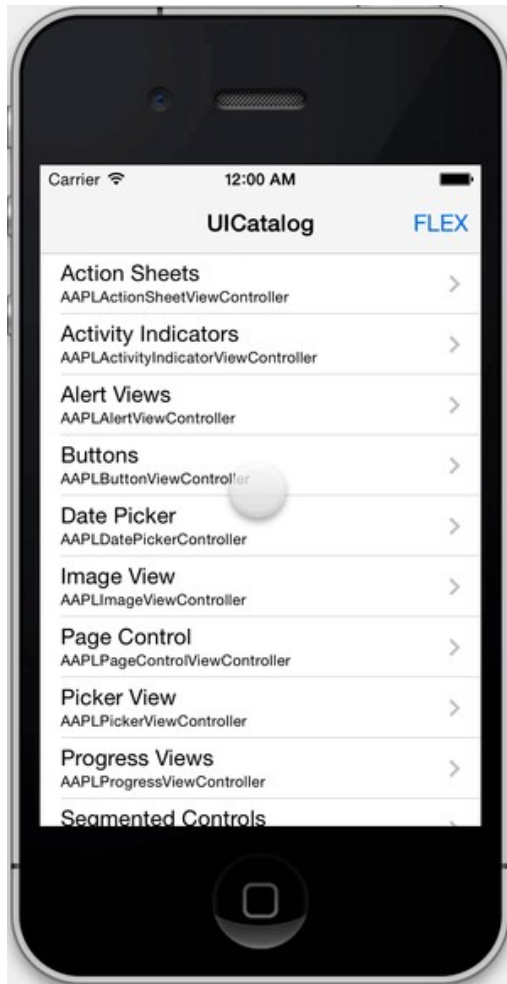 Carrier
12:00 AM
UICatalog
FLEX
Action Sheets
AAPLActionSheetViewController
Activity Indicators
AAPLActivityIndicatorViewController
Alert Views
AAPLAlertViewController
Buttons
AAPLButtonViewController
Date Picker
AAPLDatePickerController
Image View
AAPLImageViewController
Page Control
AAPLPageControlViewController
Picker View
AAPLPickerViewController
Progress Views
AAPLProgressViewController
Segmented Controls